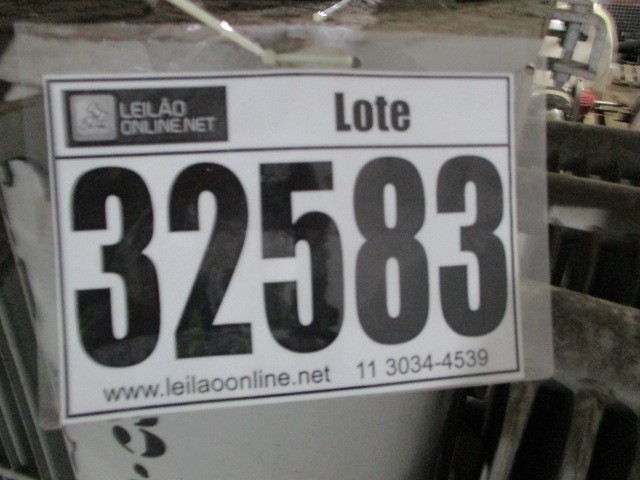 LEILÃO
ONLINE.NET
Lote
32583
www.leilaoonline.net 11 3034-4539